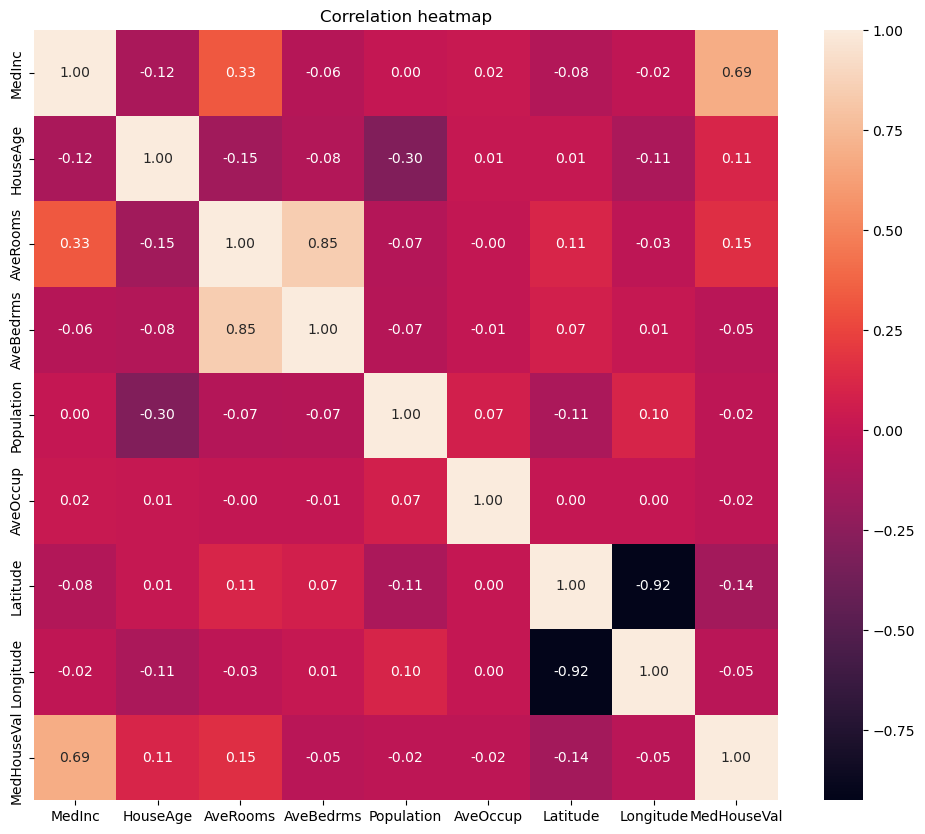 Correlation heatmap
MedInc 1.00 -0.12 0.33 -0.06 0.00 0.02 -0.08 -0.02 0.69
HouseAge -0.12 1.00 -0.15 -0.08 -0.30 0.01 0.01 -0.11 0.11
AveRooms 0.33 -0.15 1.00 0.85 -0.07 -0.00 0.11 -0.03 0.15
AveBedrms -0.06 -0.08 0.85 1.00 -0.07 -0.01 0.07 0.01 -0.05
Population 0.00 -0.30 -0.07 -0.07 1.00 0.07 -0.11 0.10 -0.02
AveOccup 0.02 0.01 -0.00 -0.01 0.07 1.00 0.00 0.00 -0.02
Latitude -0.08 0.01 0.11 0.07 -0.11 0.00 1.00 -0.92 -0.14
Longitude -0.02 -0.11 -0.03 0.01 0.10 0.00 -0.92 1.00 -0.05
MedHouseVal 0.69 0.11 0.15 -0.05 -0.02 -0.02 -0.14 -0.05 1.00
MedInc HouseAge AveRooms AveBedrms Population AveOccup Latitude Longitude MedHouseVal
1.00
0.75
0.50
0.25
0.00
−0.25
−0.50
−0.75